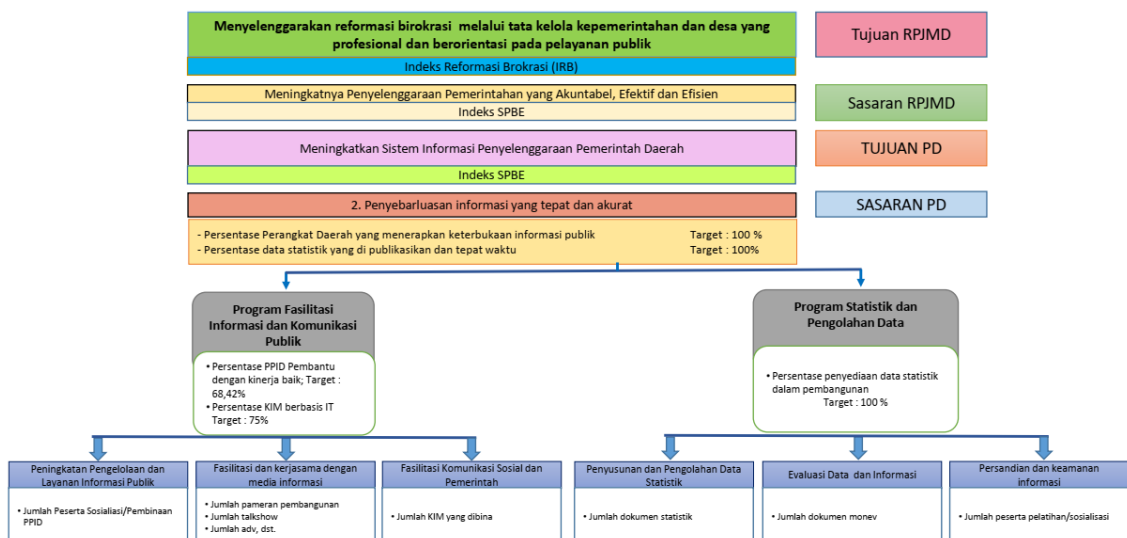 Menyelenggarakan reformasi birokrasi melalui tata kelola kepemerintahan dan desa yang
profesional dan berorientasi pada pelayanan publik
Tujuan RPJMD
Indeks Reformasi Brokrasi (IRB)
Meningkatnya Penyelenggaraan Pemerintahan yang Akuntabel, Efektif dan Efisien
Sasaran RPJMD
Indeks SPBE
Meningkatkan Sistem Informasi Penyelenggaraan Pemerintah Daerah
TUJUAN PD
Indeks SPBE
2. Penyebarluasan informasi yang tepat dan akurat
SASARAN PD
- Persentase Perangkat Daerah yang menerapkan keterbukaan informasi publik Target : 100 %
- Persentase data statistik yang di publikasikan dan tepat waktu Target : 100%
Program Fasilitasi
Informasi dan Komunikasi
Publik
• Persentase PPID Pembantu
dengan kinerja baik; Target :
68,42%
• Persentase KIM berbasis IT
Target : 75%
Program Statistik dan
Pengolahan Data
• Persentase penyediaan data statistik
dalam pembangunan
Target : 100 %
Peningkatan Pengelolaan dan
Layanan Informasi Publik
• Jumlah Peserta Sosialiasi/Pembinaan
PPID
Fasilitasi dan kerjasama dengan
media informasi
• Jumlah pameran pembangunan
• Jumlah talkshow
• Jumlah adv, dst.
Fasilitasi Komunikasi Sosial dan
Pemerintah
• Jumlah KIM yang dibina
Penyusunan dan Pengolahan Data
Statistik
• Jumlah dokumen statistik
Evaluasi Data dan Informasi
• Jumlah dokumen monev
Persandian dan keamanan
informasi
• Jumlah peserta pelatihan/sosialisasi